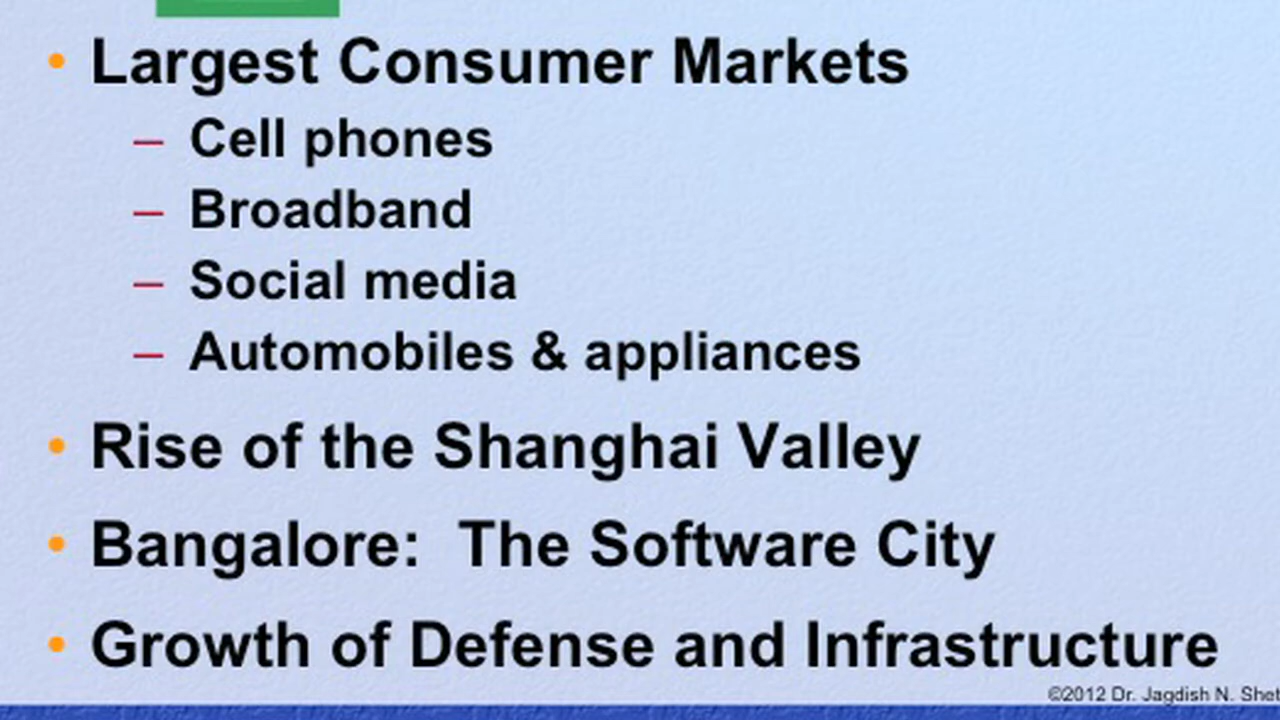 • Largest Consumer Markets
– Cell phones
– Broadband
– Social media
– Automobiles & appliances
• Rise of the Shanghai Valley
• Bangalore:  The Software City
• Growth of Defense and Infrastructure
©2012 Dr. Jagdish N. Shet